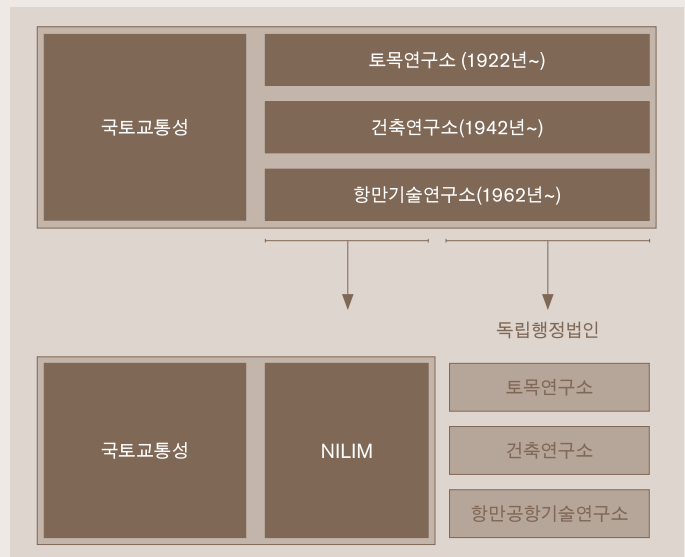 국토교통성
토목연구소 (1922년~)
건축연구소(1942년~)
항만기술연구소(1962년~)
독립행정법인
국토교통성
NILIM
토목연구소
건축연구소
항만공항기술연구소